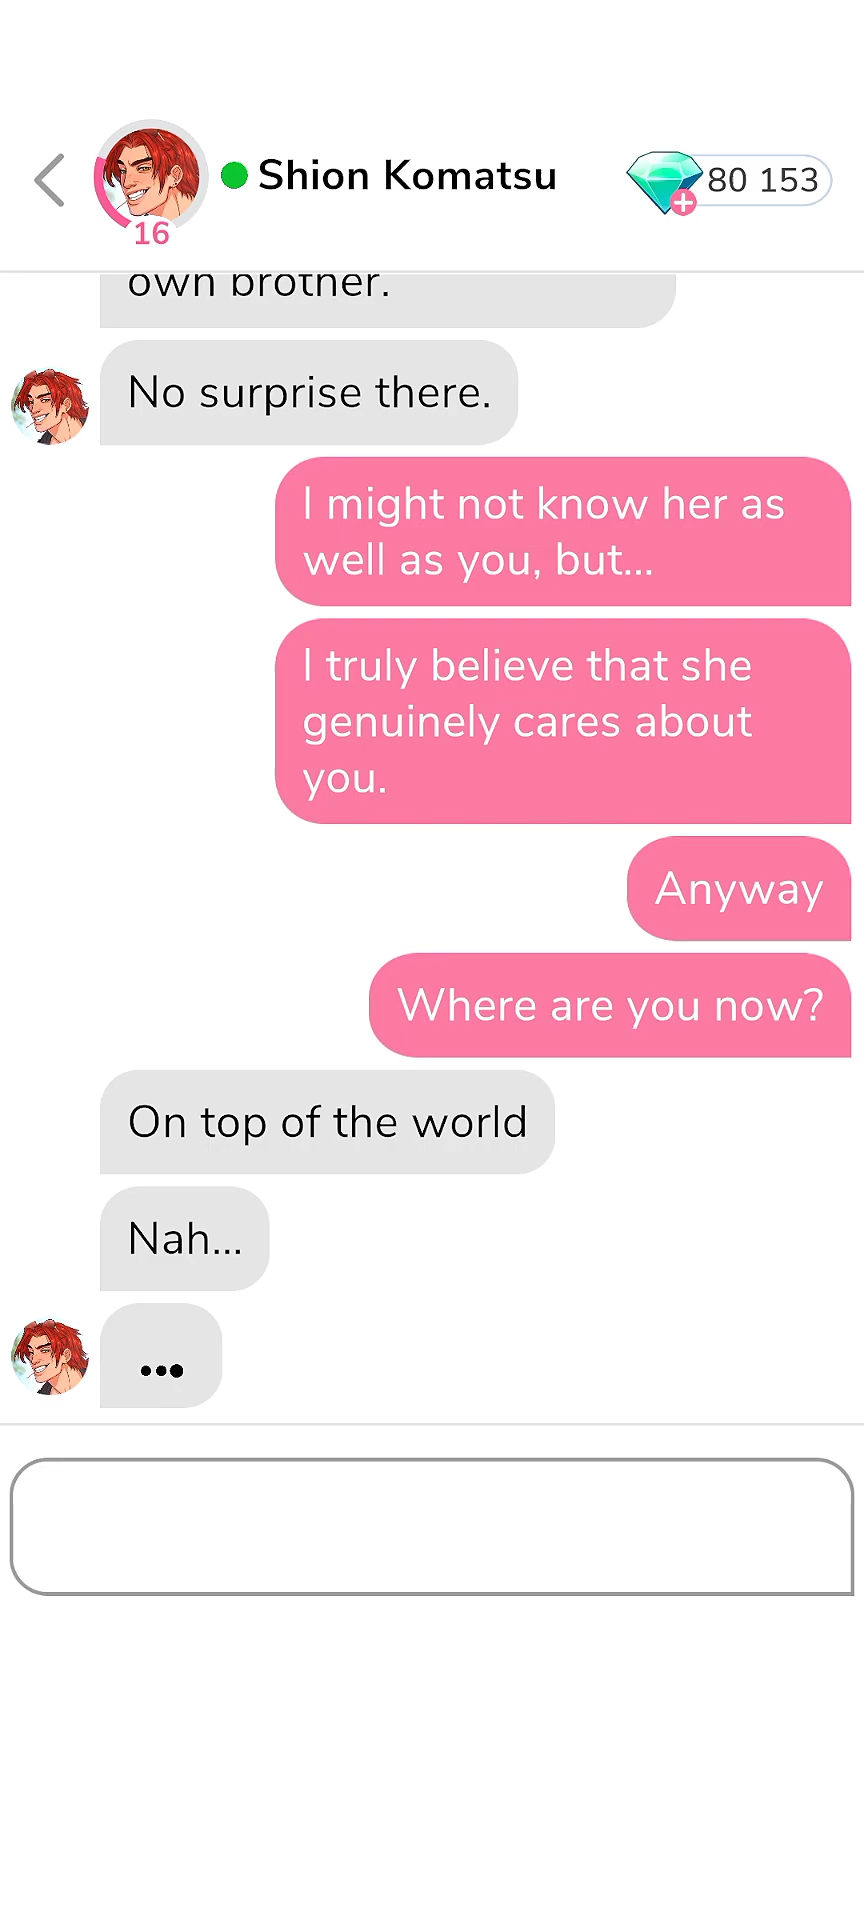 Shion Komatsu
80 153
16
own brother.
No surprise there.
I might not know her as
well as you, but...
I truly believe that she
genuinely cares about
you.
Anyway
Where are you now?
On top of the world
Nah...
...